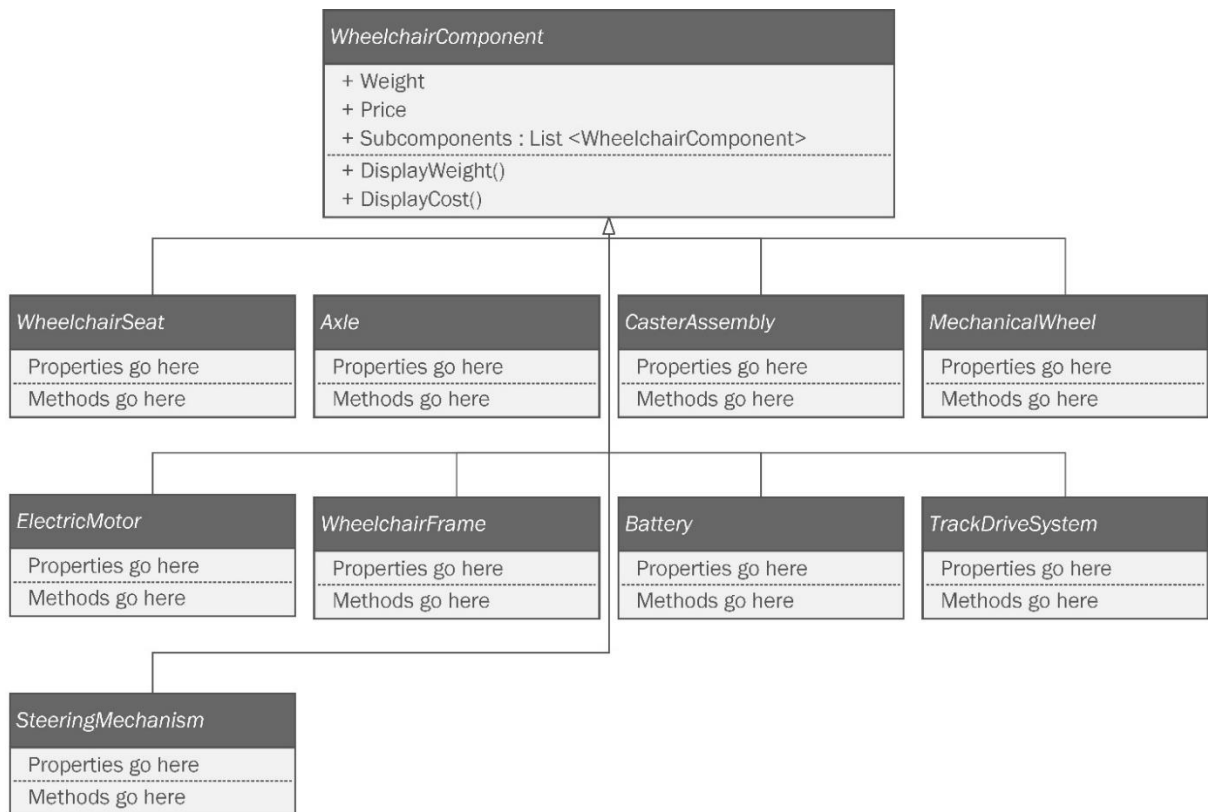 WheelchairComponent
+ Weight
+ Price
+ Subcomponents : List <WheelchairComponent>
+ DisplayWeight()
+ DisplayCost()
WheelchairSeat
Properties go here
Methods go here
Axle
Properties go here
Methods go here
CasterAssembly
Properties go here
Methods go here
MechanicalWheel
Properties go here
Methods go here
ElectricMotor
Properties go here
Methods go here
WheelchairFrame
Properties go here
Methods go here
Battery
Properties go here
Methods go here
TrackDriveSystem
Properties go here
Methods go here
SteeringMechanism
Properties go here
Methods go here